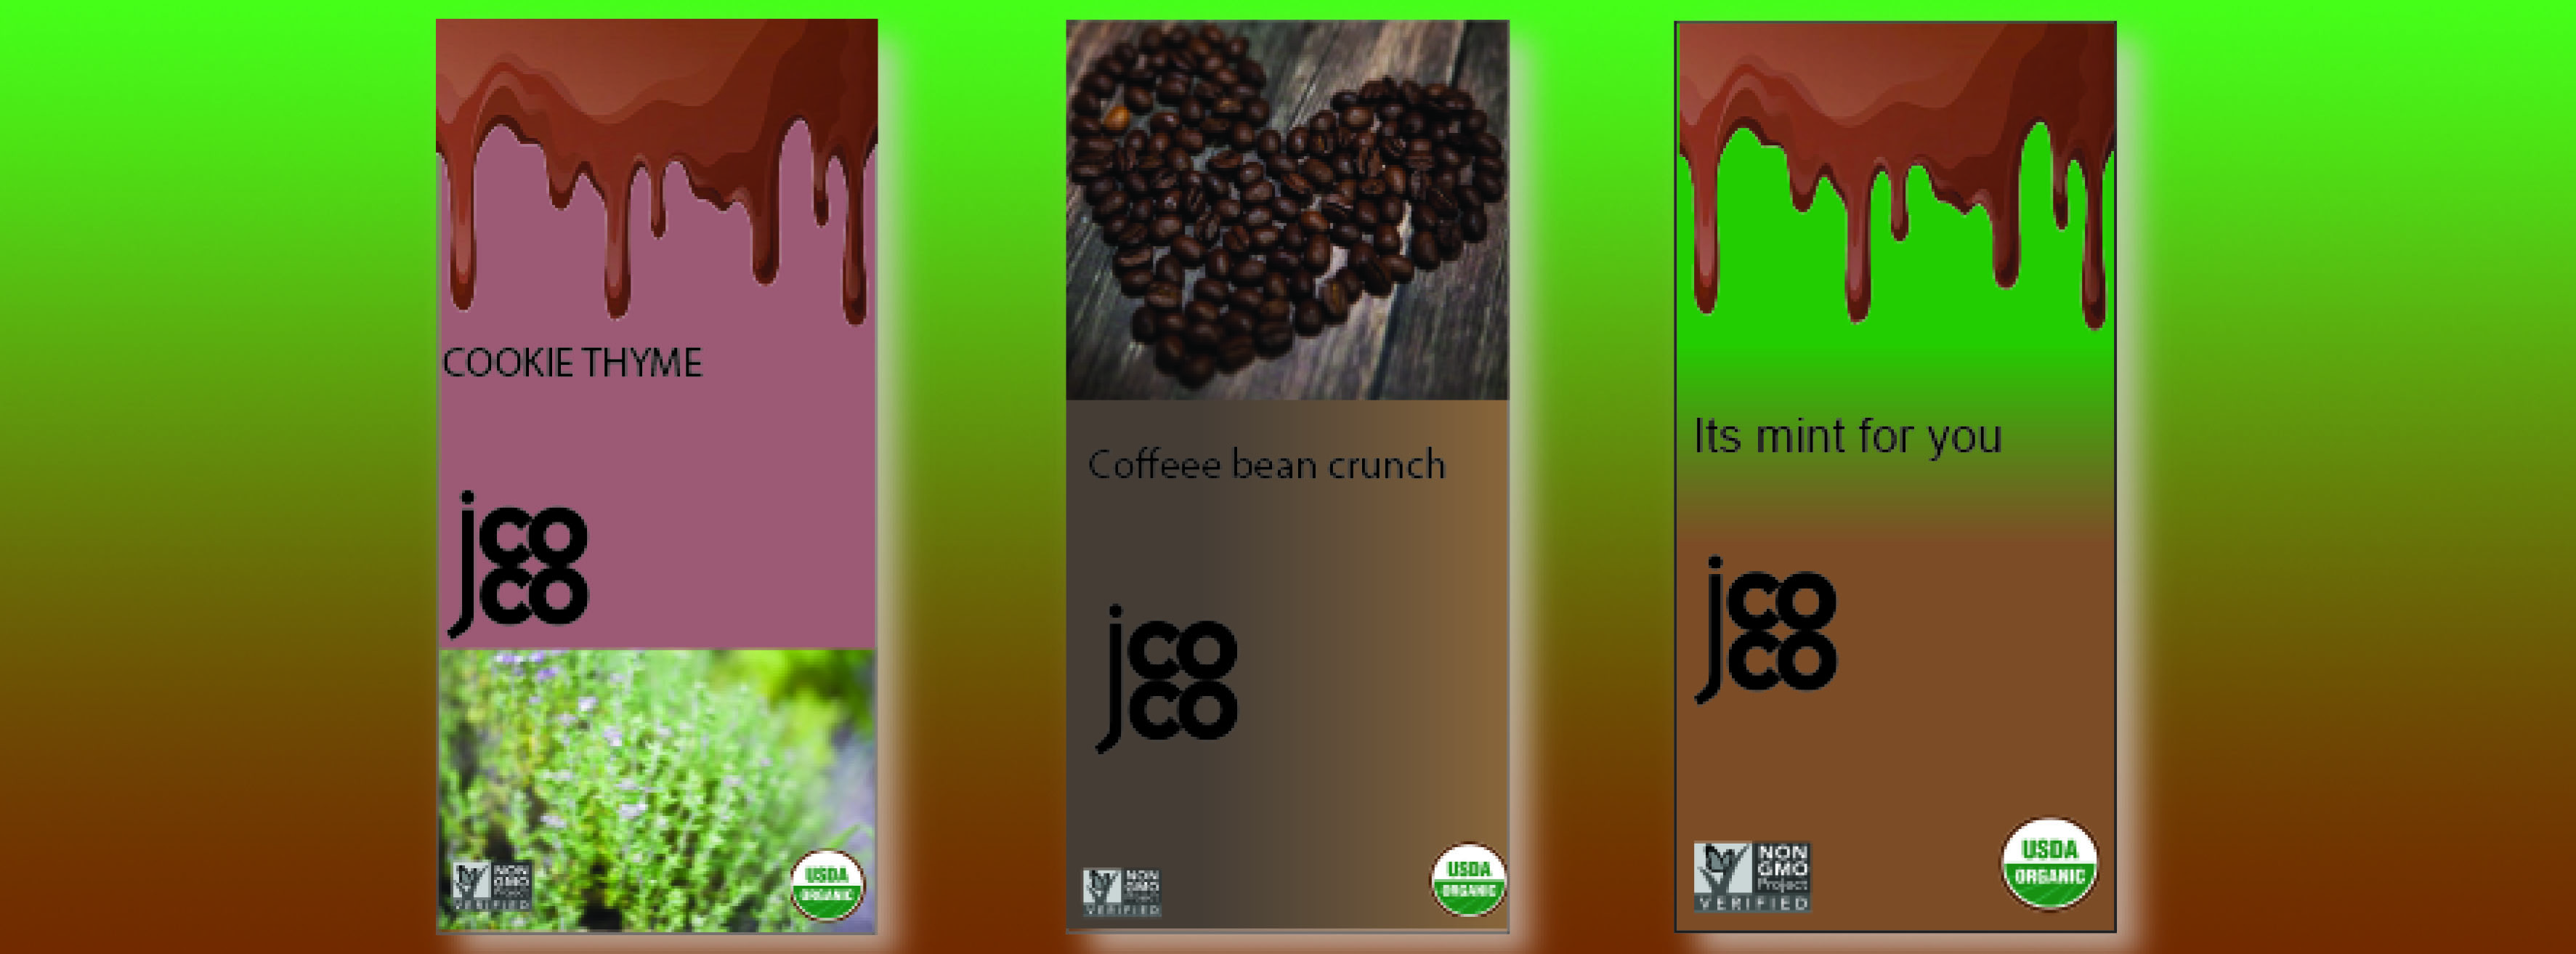 COOKIE THYME
jco
co
NON
GMO
Project
VERIFIED
USDA
ORGANIC
Coffeee bean crunch
jco
co
NON
GMO
Project
VERIFIED
USDA
ORGANIC
Its mint for you
jco
co
NON
GMO
Project
VERIFIED
USDA
ORGANIC